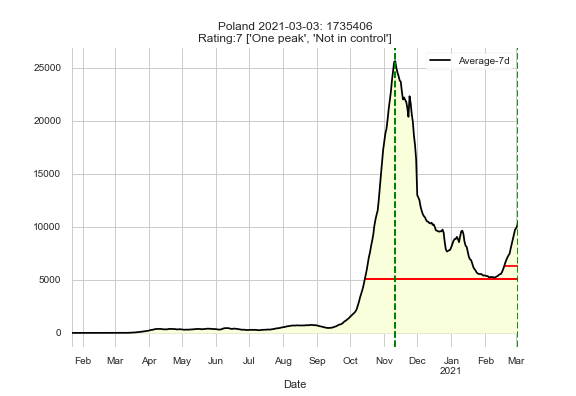 Poland 2021-03-03: 1735406
Rating:7 ['One peak', 'Not in control']
Average-7d
25000
20000
15000
10000
5000
0
Feb Mar Apr May Jun Jul Aug Sep Oct Nov Dec Jan Feb Mar
2021
Date